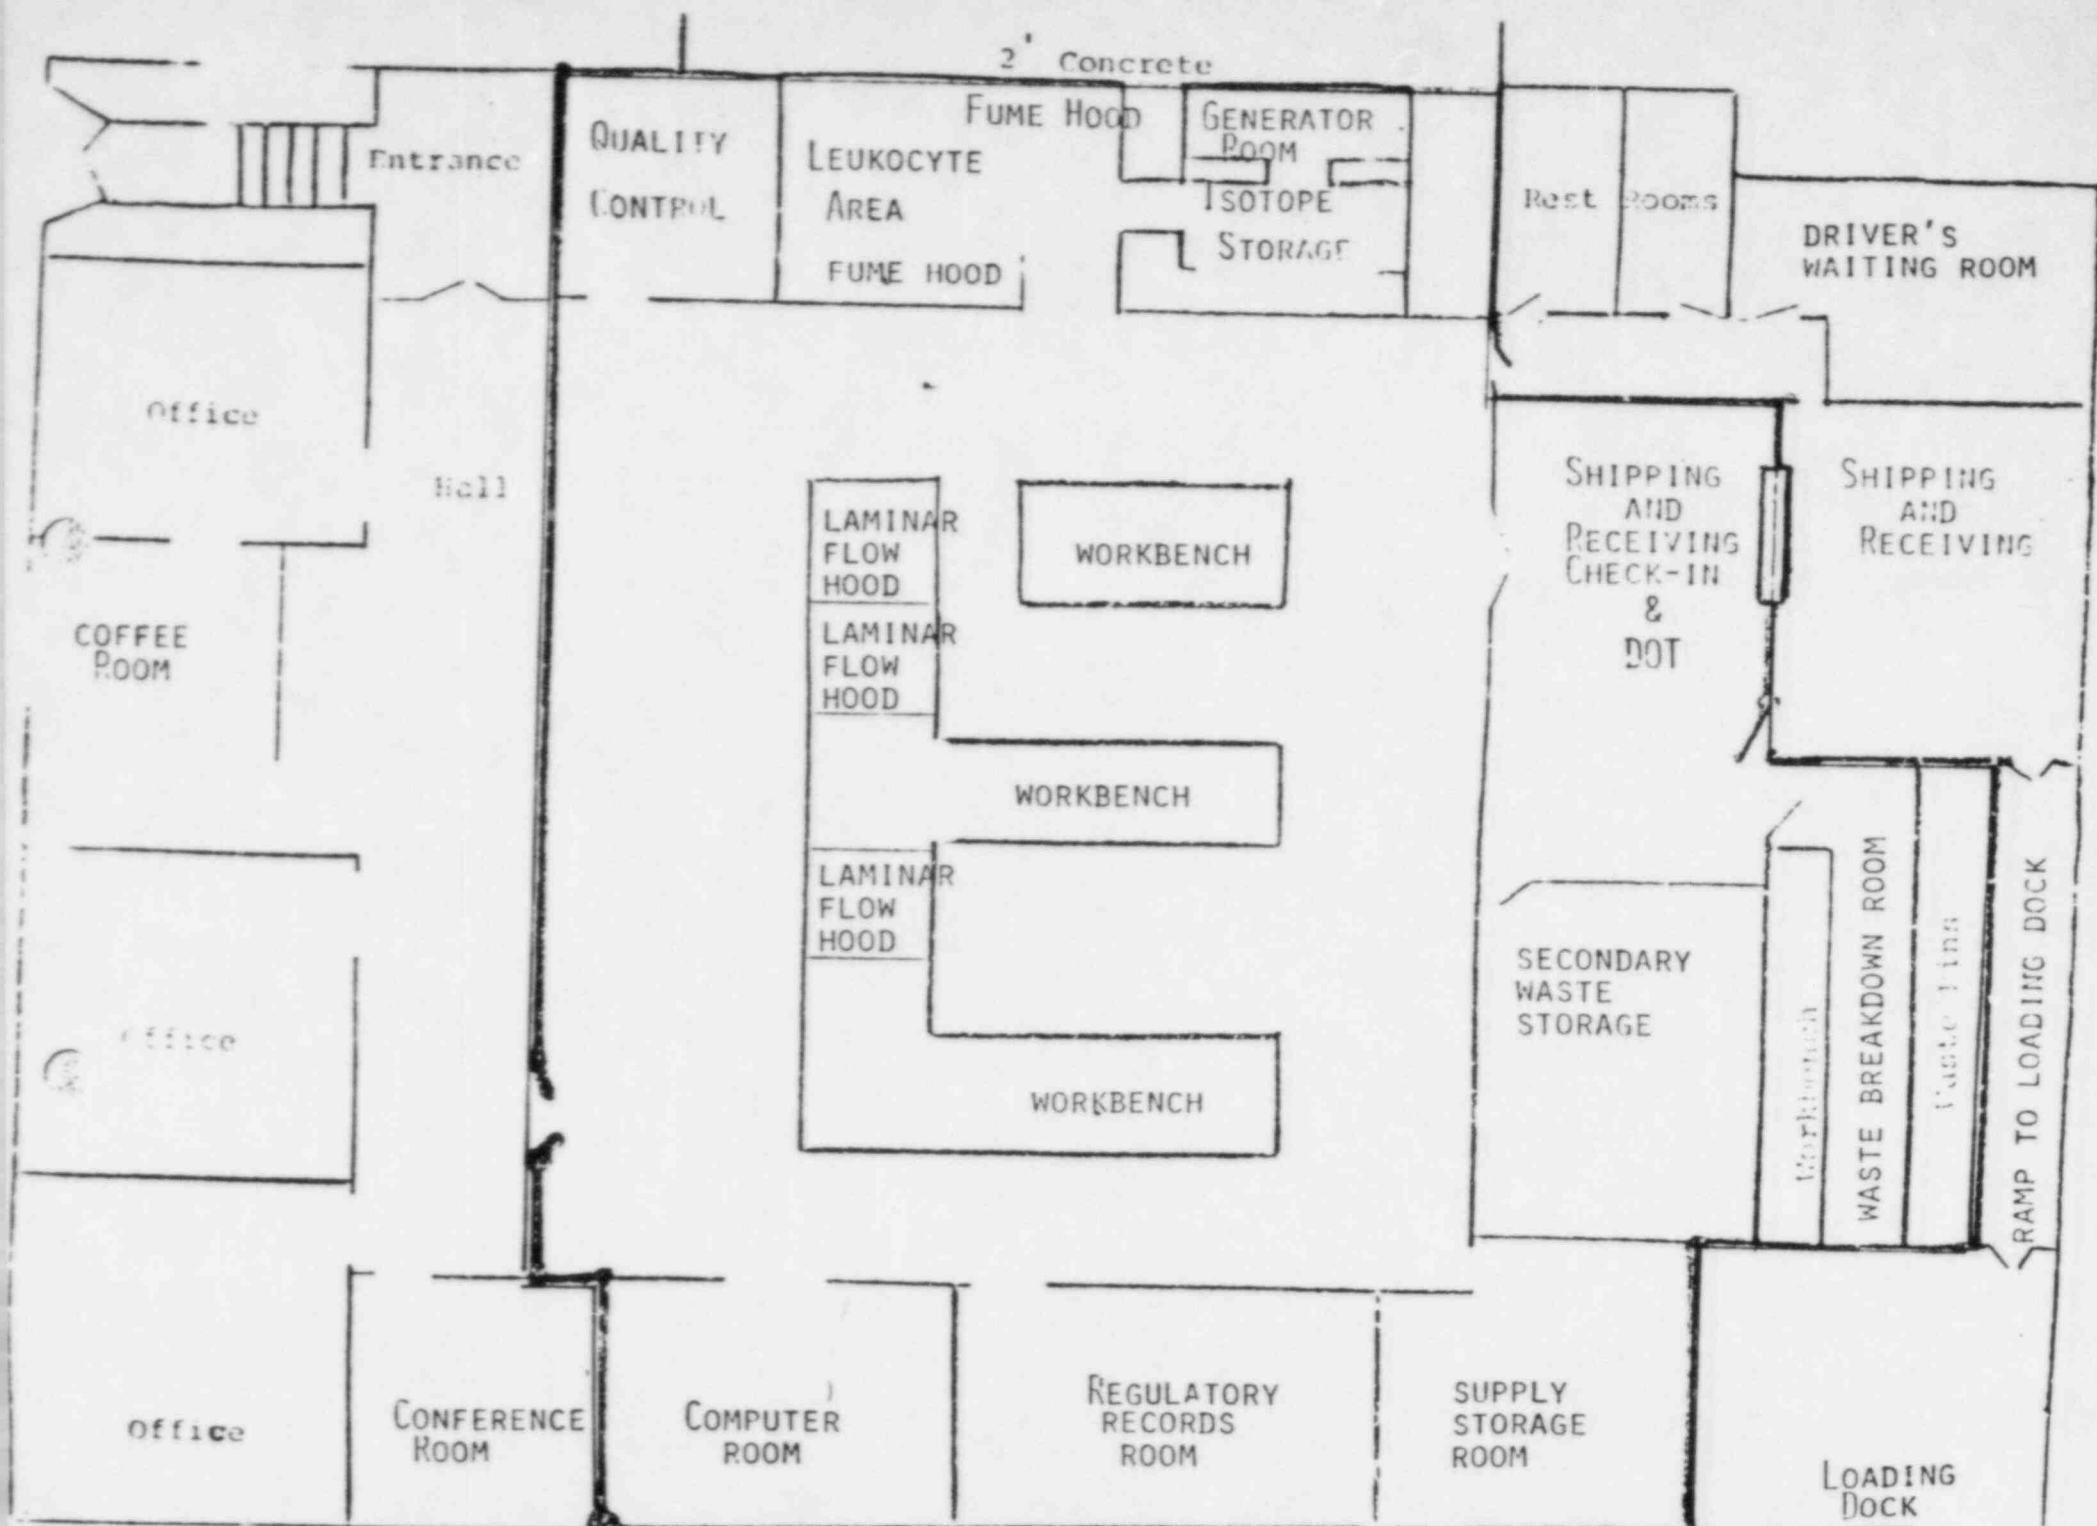 2' Concrete
FUME HOOD
GENERATOR
ROOM
QUALITY
CONTROL
LEUKOCYTE
AREA
FUME HOOD
Entrance
ISOTOPE
STORAGE
Rest Rooms
DRIVER'S
WAITING ROOM
Office
Hall
LAMINAR
FLOW
HOOD
WORKBENCH
SHIPPING
AND
RECEIVING
CHECK-IN
&
DOT
SHIPPING
AND
RECEIVING
COFFEE
ROOM
LAMINAR
FLOW
HOOD
WORKBENCH
LAMINAR
FLOW
HOOD
SECONDARY
WASTE
STORAGE
Workbench
WASTE BREAKDOWN ROOM
RAMP TO LOADING DOCK
Office
WORKBENCH
Office
CONFERENCE
ROOM
COMPUTER
ROOM
REGULATORY
RECORDS
ROOM
SUPPLY
STORAGE
ROOM
LOADING
DOCK